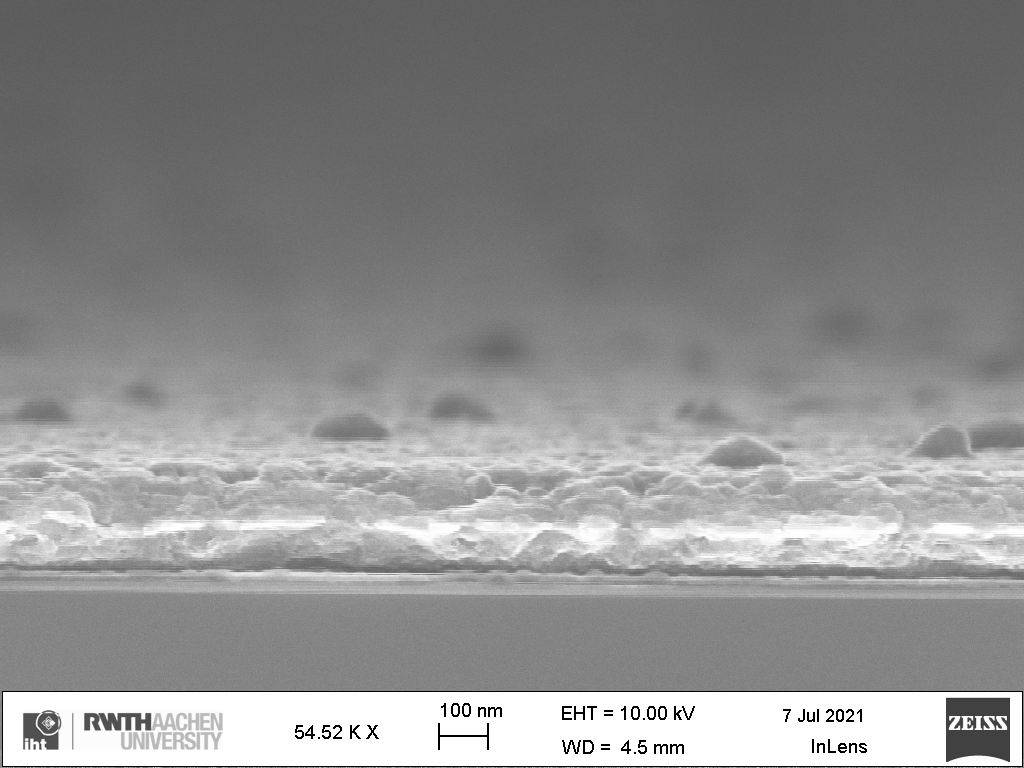 iht
RWTHAACHEN
UNIVERSITY
54.52 K X
100 nm
EHT = 10.00 kV
WD = 4.5 mm
7 Jul 2021
InLens
ZEISS